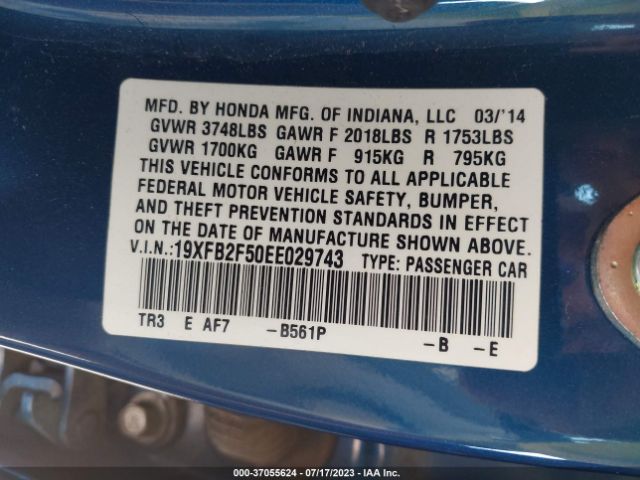 MFD. BY HONDA MFG. OF INDIANA, LLC 03/'14
GVWR 3748LBS GAWR F 2018LBS R 1753LBS
GVWR 1700KG GAWR F 915KG R 795KG
THIS VEHICLE CONFORMS TO ALL APPLICABLE
FEDERAL MOTOR VEHICLE SAFETY, BUMPER,
AND THEFT PREVENTION STANDARDS IN EFFECT
ON THE DATE OF MANUFACTURE SHOWN ABOVE.
V.I.N.:19XFB2F50EE029743 TYPE: PASSENGER CAR
TR3 E AF7 -B561P -B -E
000-37055624 - 07/17/2023 - IAAI.COM